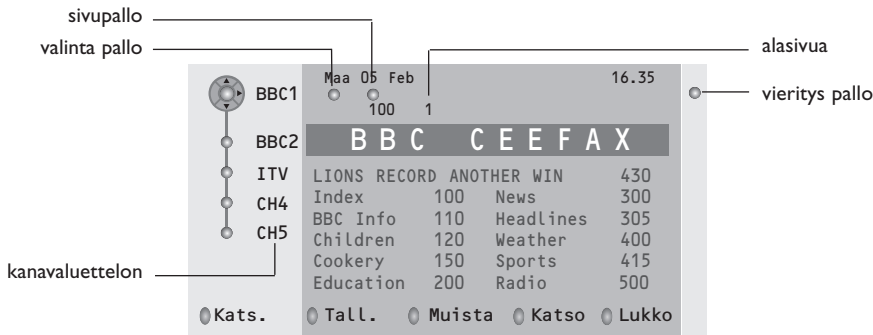 sivupallo
valinta pallo
alasivua
Maa 05 Feb 16.35
BBC1
vieritys pallo
100 1
BBC2
BBC CEEFAX
ITV
LIONS RECORD ANOTHER WIN 430
CH4
Index 100 News 300
BBC Info 110 Headlines 305
CH5
Children 120 Weather 400
Cookery 150 Sports 415
kanavaluettelon
Education 200 Radio 500
Kats. Tall. Muista Katso Lukko